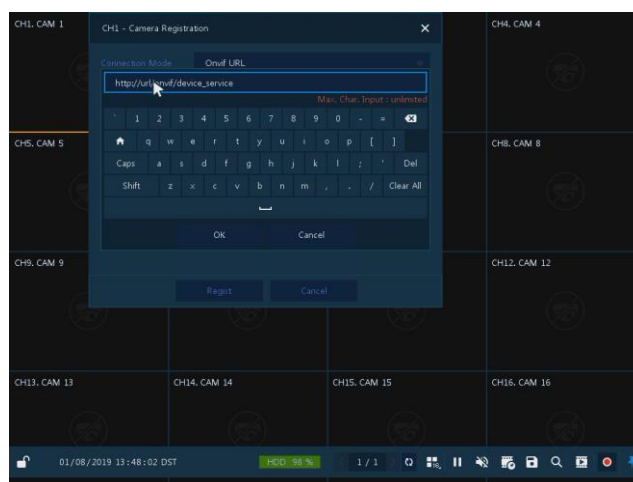 CH1. CAM 1
CH1 - Camera Registration
CH4. CAM 4
Connection Mode
Onvif URL
http://url/onvif/device_service
Max. Char. Input : unlimited
` 1 2 3 4 5 6 7 8 9 0 - =
q w e r t y u i o p [ ]
Caps a s d f g h j k l ; ' Del
Shift z x c v b n m , . / Clear All
OK Cancel
Regist Cancel
CH5. CAM 5
CH8. CAM 8
CH9. CAM 9
CH12. CAM 12
CH13. CAM 13
CH14. CAM 14
CH15. CAM 15
CH16. CAM 16
01/08/2019 13:48:02 DST
HDD 98 %
1 / 1